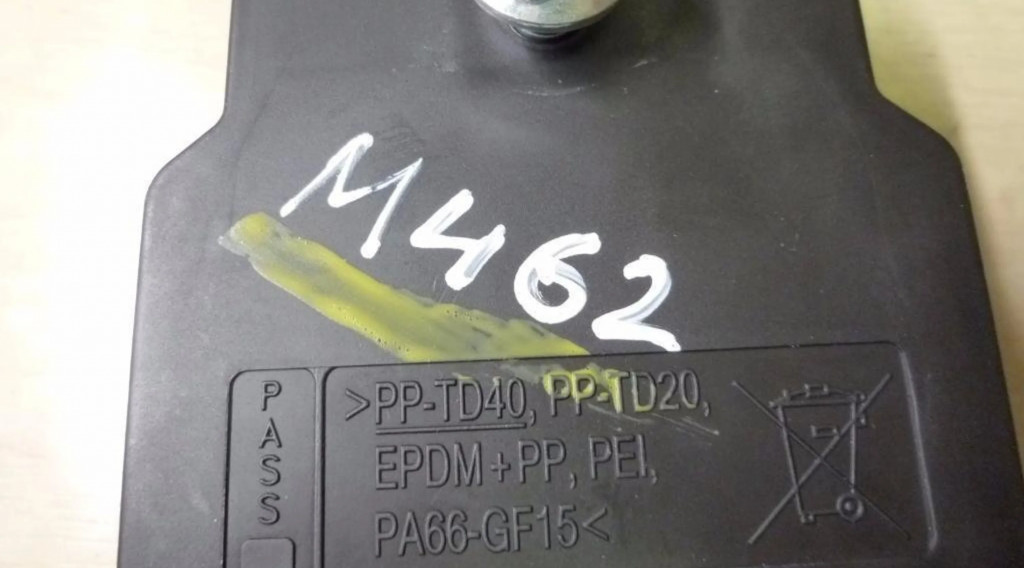 M462
PASS
>PP-TD40, PP-TD20,
EPDM+PP, PEI,
PA66-GF15<